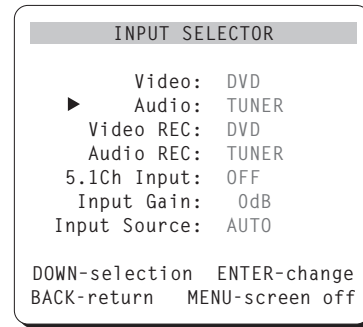 INPUT SELECTOR
Video: DVD
▶ Audio: TUNER
Video REC: DVD
Audio REC: TUNER
5.1Ch Input: OFF
Input Gain: 0dB
Input Source: AUTO
DOWN-selection ENTER-change
BACK-return MENU-screen off